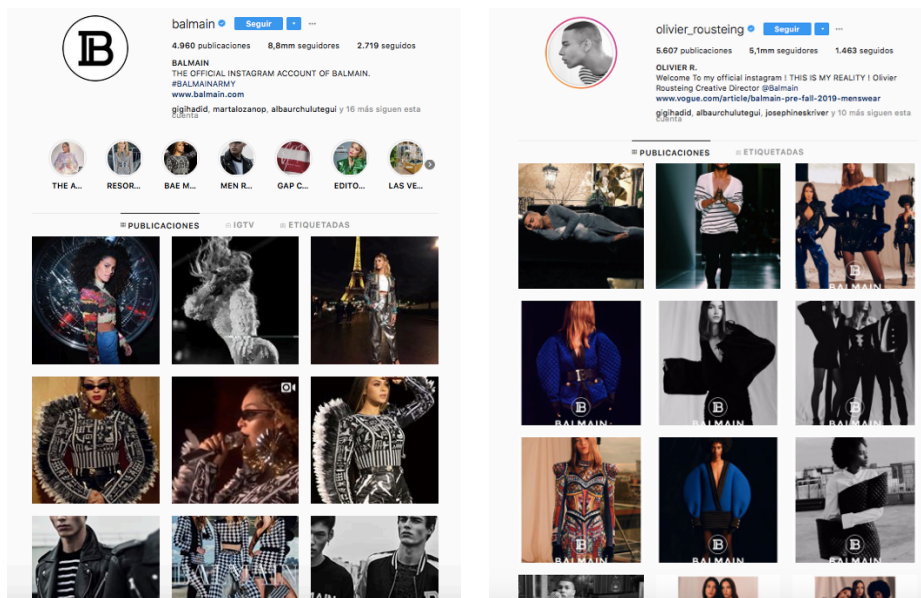 balmain
Seguir
4.960 publicaciones 8,8mm seguidores 2.719 seguidos
BALMAIN
THE OFFICIAL INSTAGRAM ACCOUNT OF BALMAIN.
#BALMAINARMY
www.balmain.com
gigihadid, martalozanop, albaurchulutegui y 16 más siguen esta
cuenta
THE A... RESOR... BAE M... MEN R... GAP C... EDITO... LAS VE...
PUBLICACIONES IGTV ETIQUETADAS
BALMAIN
olivier_rousteing
Seguir
5.607 publicaciones 5,1mm seguidores 1.463 seguidos
OLIVIER R.
Welcome To my official instagram ! THIS IS MY REALITY ! Olivier
Rousteing Creative Director @Balmain
www.vogue.com/article/balmain-pre-fall-2019-menswear
gigihadid, albaurchulutegui, josephineskriver y 10 más siguen esta
cuenta
PUBLICACIONES ETIQUETADAS
BALMAIN
BALMAIN
BALMAIN
BALMAIN
BALMAIN
BALMAIN
BALMAIN